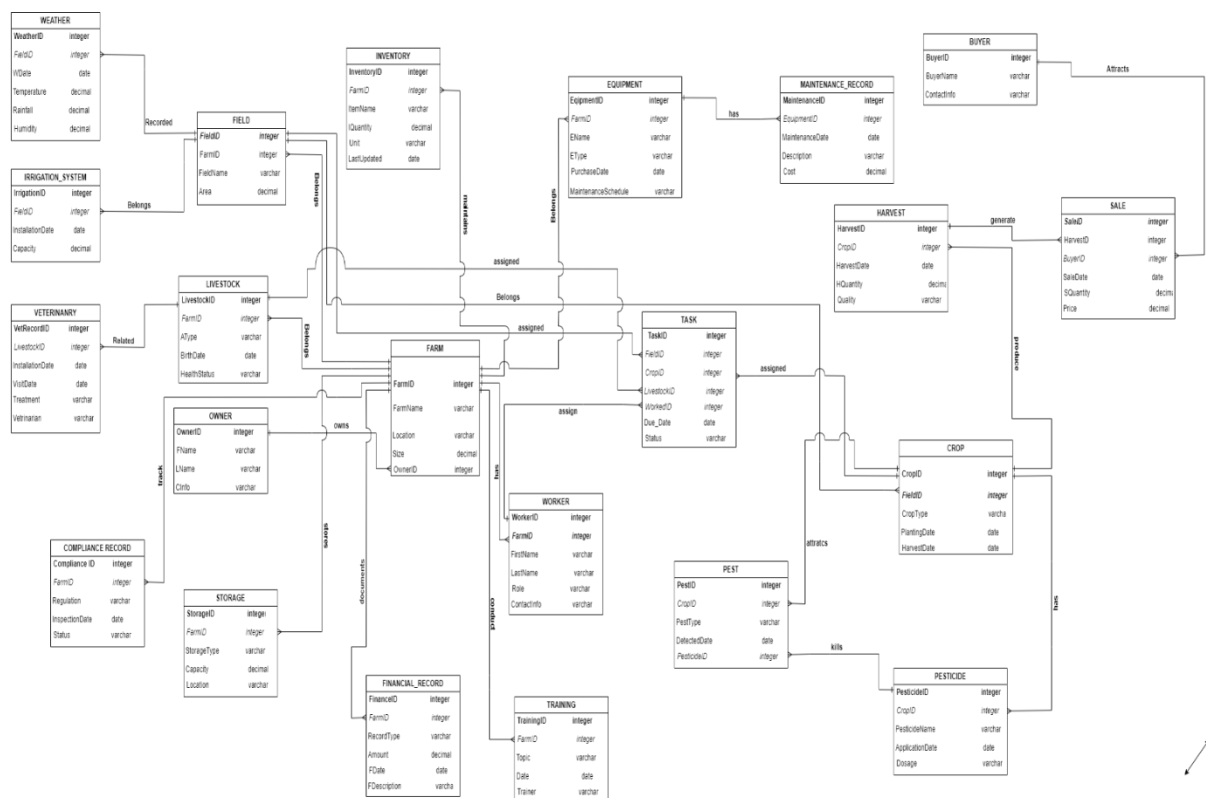 WEATHER
WeatherID integer
FieldID integer
WDate date
Temperature decimal
Rainfall decimal
Humidity decimal
Recorded
IRRIGATION_SYSTEM
IrrigationID integer
FieldID integer
InstallationDate date
Capacity decimal
Belongs
FIELD
FieldID integer
FarmID integer
FieldName varchar
Area decimal
Belongs
INVENTORY
InventoryID integer
FarmID integer
ItemName varchar
IQuantity decimal
Unit varchar
LastUpdated date
maintains
EQUIPMENT
EqipmentID integer
FarmID integer
EName varchar
EType varchar
PurchaseDate date
MaintenanceSchedule varchar
Belongs
has
MAINTENANCE_RECORD
MaintenanceID integer
EquipmentID integer
MaintenanceDate date
Description varchar
Cost decimal
BUYER
BuyerID integer
BuyerName varchar
ContactInfo varchar
Attracts
HARVEST
HarvestID integer
CropID integer
HarvestDate date
HQuantity decima
Quality varchar
generate
SALE
SaleID integer
HarvestID integer
BuyerID integer
SaleDate date
SQuantity decima
Price decimal
produce
VETERINANRY
VetRecordID integer
LivestockID integer
InstallationDate date
VisitDate date
Treatment varchar
Vetrinarian varchar
Related
LIVESTOCK
LivestockID integer
FarmID integer
AType varchar
BirthDate date
HealthStatus varchar
Belongs
assigned
Belongs
assigned
TASK
TaskID integer
FieldID integer
CropID integer
LivestockID integer
WorkedID integer
Due_Date date
Status varchar
assigned
assign
FARM
FarmID integer
FarmName varchar
Location varchar
Size decimal
OwnerID integer
OWNER
OwnerID integer
FName varchar
LName varchar
CInfo varchar
owns
track
stores
documents
has
conduct
WORKER
WorkerID integer
FarmID integer
FirstName varchar
LastName varchar
Role varchar
ContactInfo varchar
CROP
CropID integer
FieldID integer
CropType varcha
PlantingDate date
HarvestDate date
attratcs
has
COMPLIANCE RECORD
Compliance ID integer
FarmID integer
Regulation varchar
InspectionDate date
Status varchar
STORAGE
StorageID integer
FarmID integer
StorageType varchar
Capacity decimal
Location varchar
FINANCIAL_RECORD
FinanceID integer
FarmID integer
RecordType varchar
Amount decimal
FDate date
FDescription varcha
TRAINING
TrainingID integer
FarmID integer
Topic varchar
Date date
Trainer varchar
PEST
PestID integer
CropID integer
PestType varchar
DetectedDate date
PesticideID integer
kills
PESTICIDE
PesticideID integer
CropID integer
PesticideName varchar
ApplicationDate date
Dosage varchar